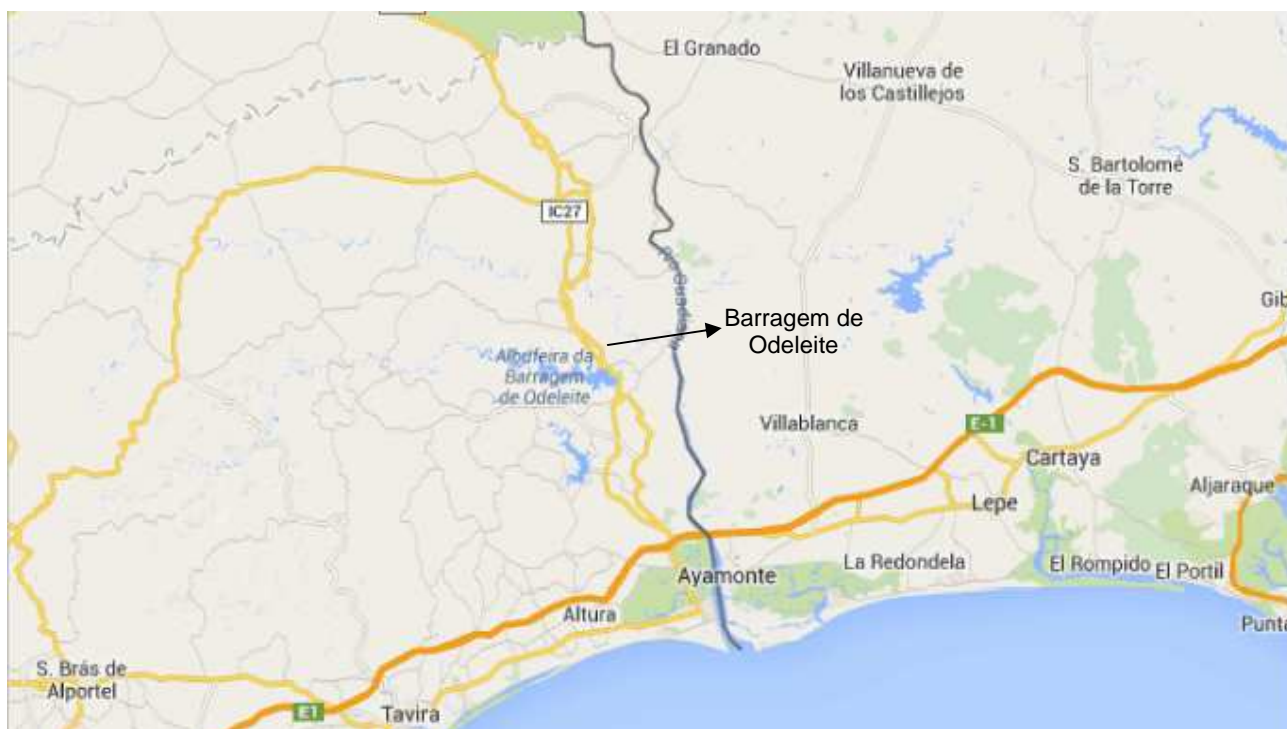 El Granado
Villanueva de
los Castillejos
S. Bartolomé
de la Torre
IC27
Gib
Barragem de
Odeleite
Albufeira da
Barragem
de Odeleite
Villablanca
E-1
Cartaya
Aljaraque
Lepe
La Redondela
El Rompido
El Portil
Ayamonte
Altura
Punta
S. Brás de
Alportel
E1
Tavira